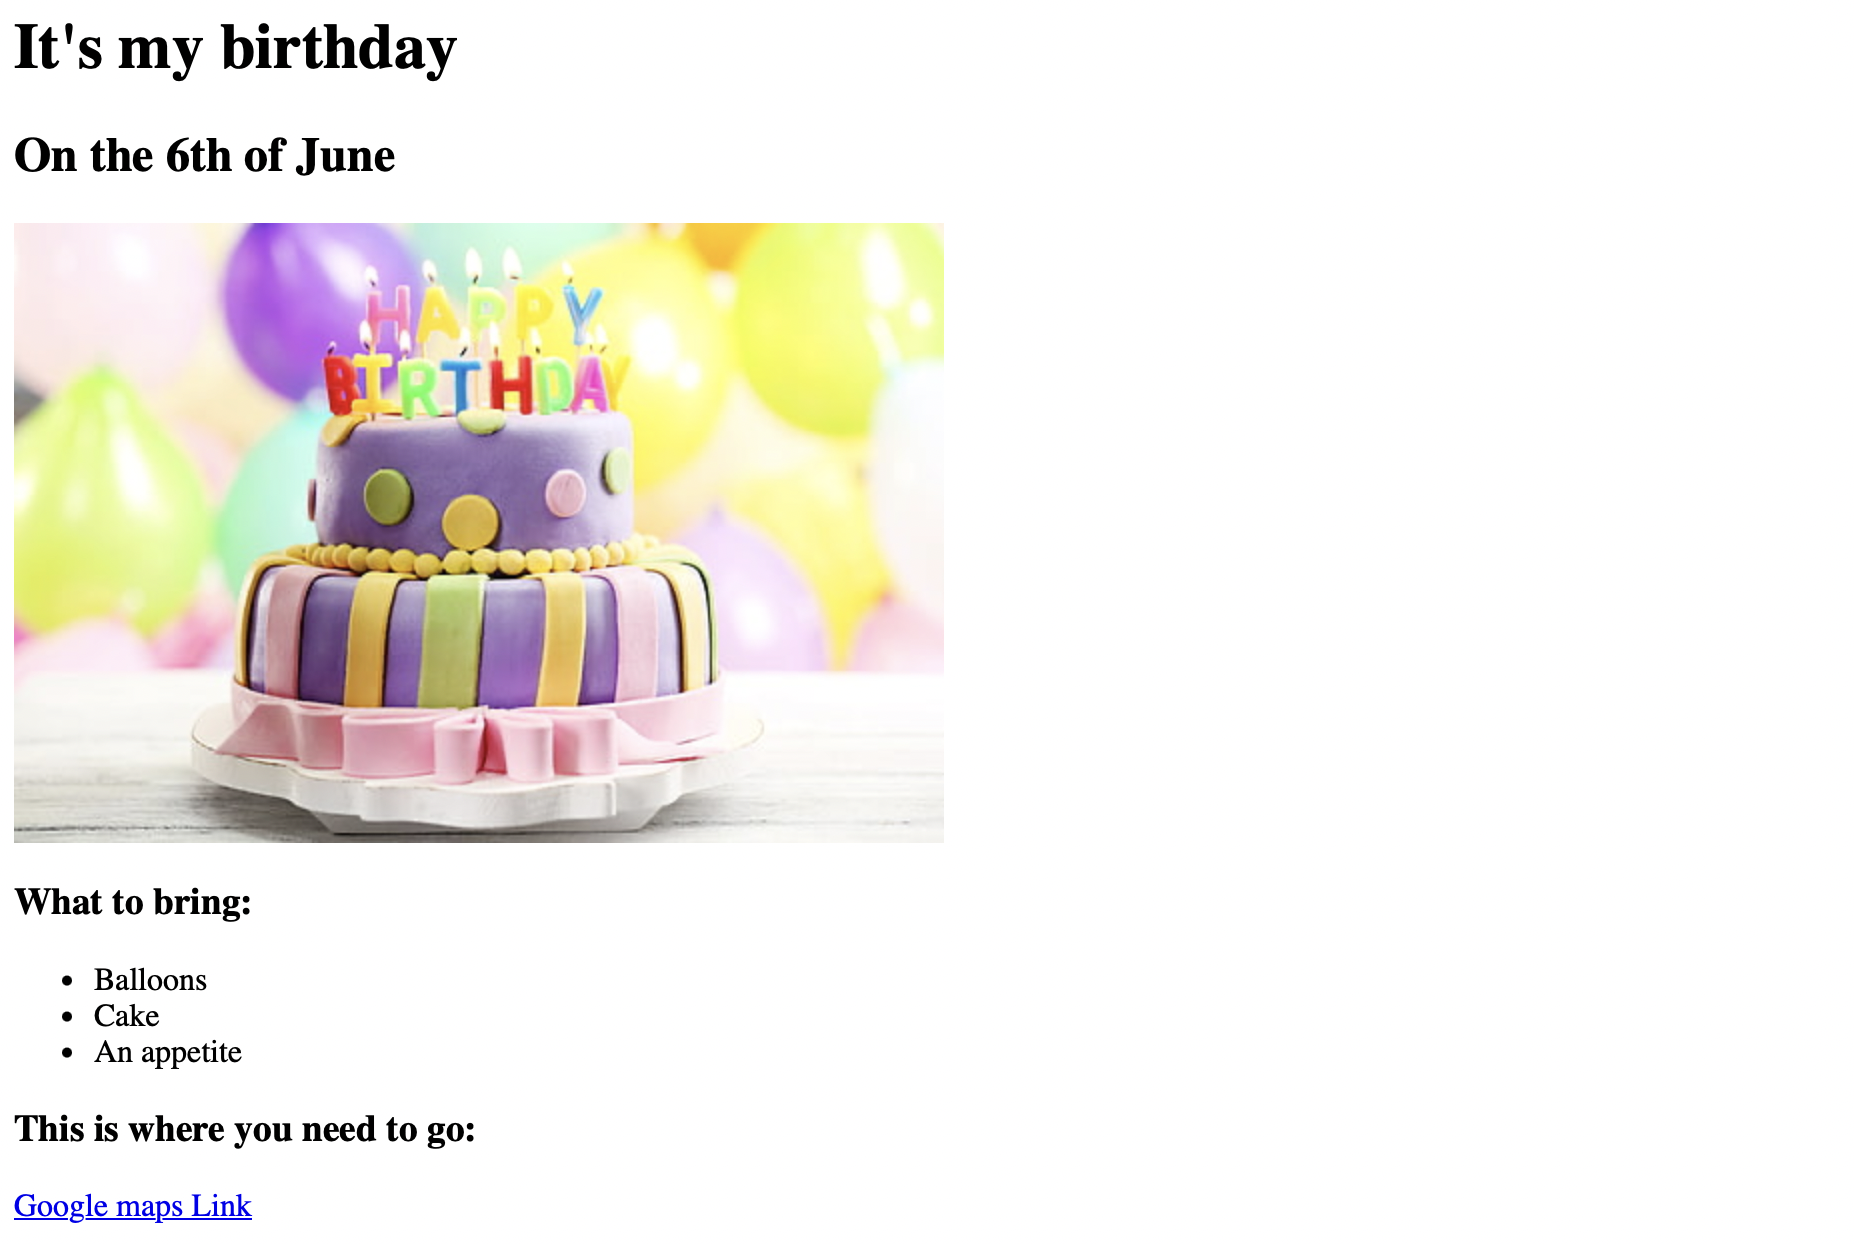 It's my birthday
On the 6th of June
HAPPY
BIRTHDAY
What to bring:
Balloons
Cake
An appetite
This is where you need to go:
Google maps Link